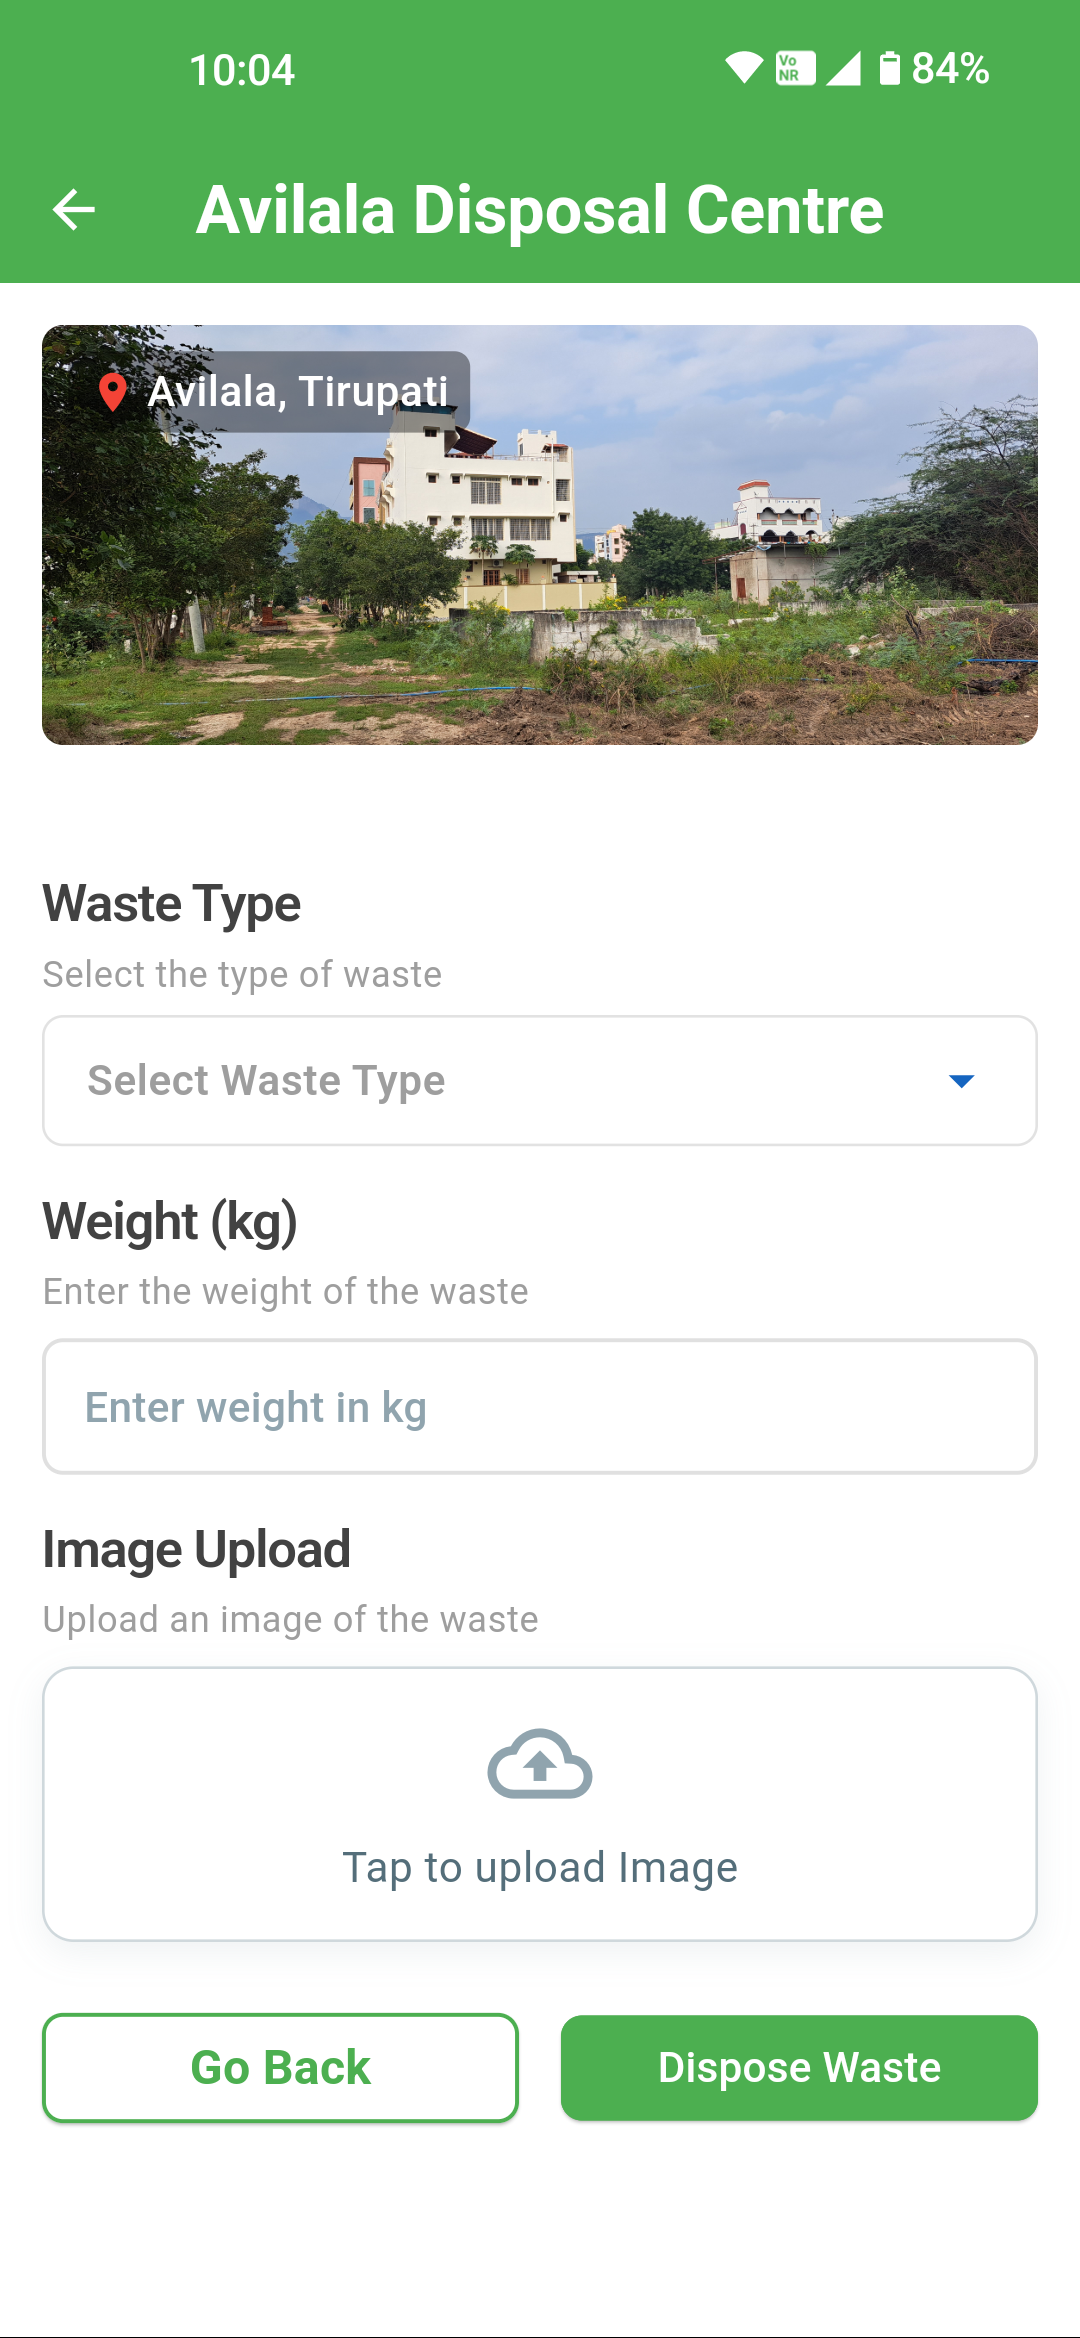 10:04
Vo
NR
84%
Avilala Disposal Centre
Avilala, Tirupati
Waste Type
Select the type of waste
Select Waste Type
Weight (kg)
Enter the weight of the waste
Enter weight in kg
Image Upload
Upload an image of the waste
Tap to upload Image
Go Back
Dispose Waste